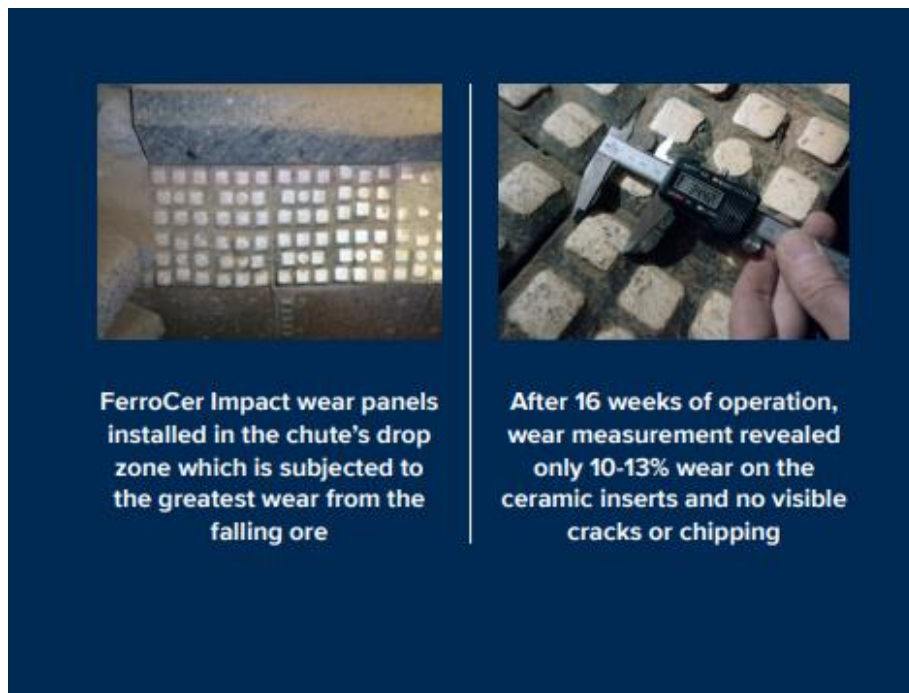 FerroCer Impact wear panels
installed in the chute's drop
zone which is subjected to
the greatest wear from the
falling ore
After 16 weeks of operation,
wear measurement revealed
only 10-13% wear on the
ceramic inserts and no visible
cracks or chipping